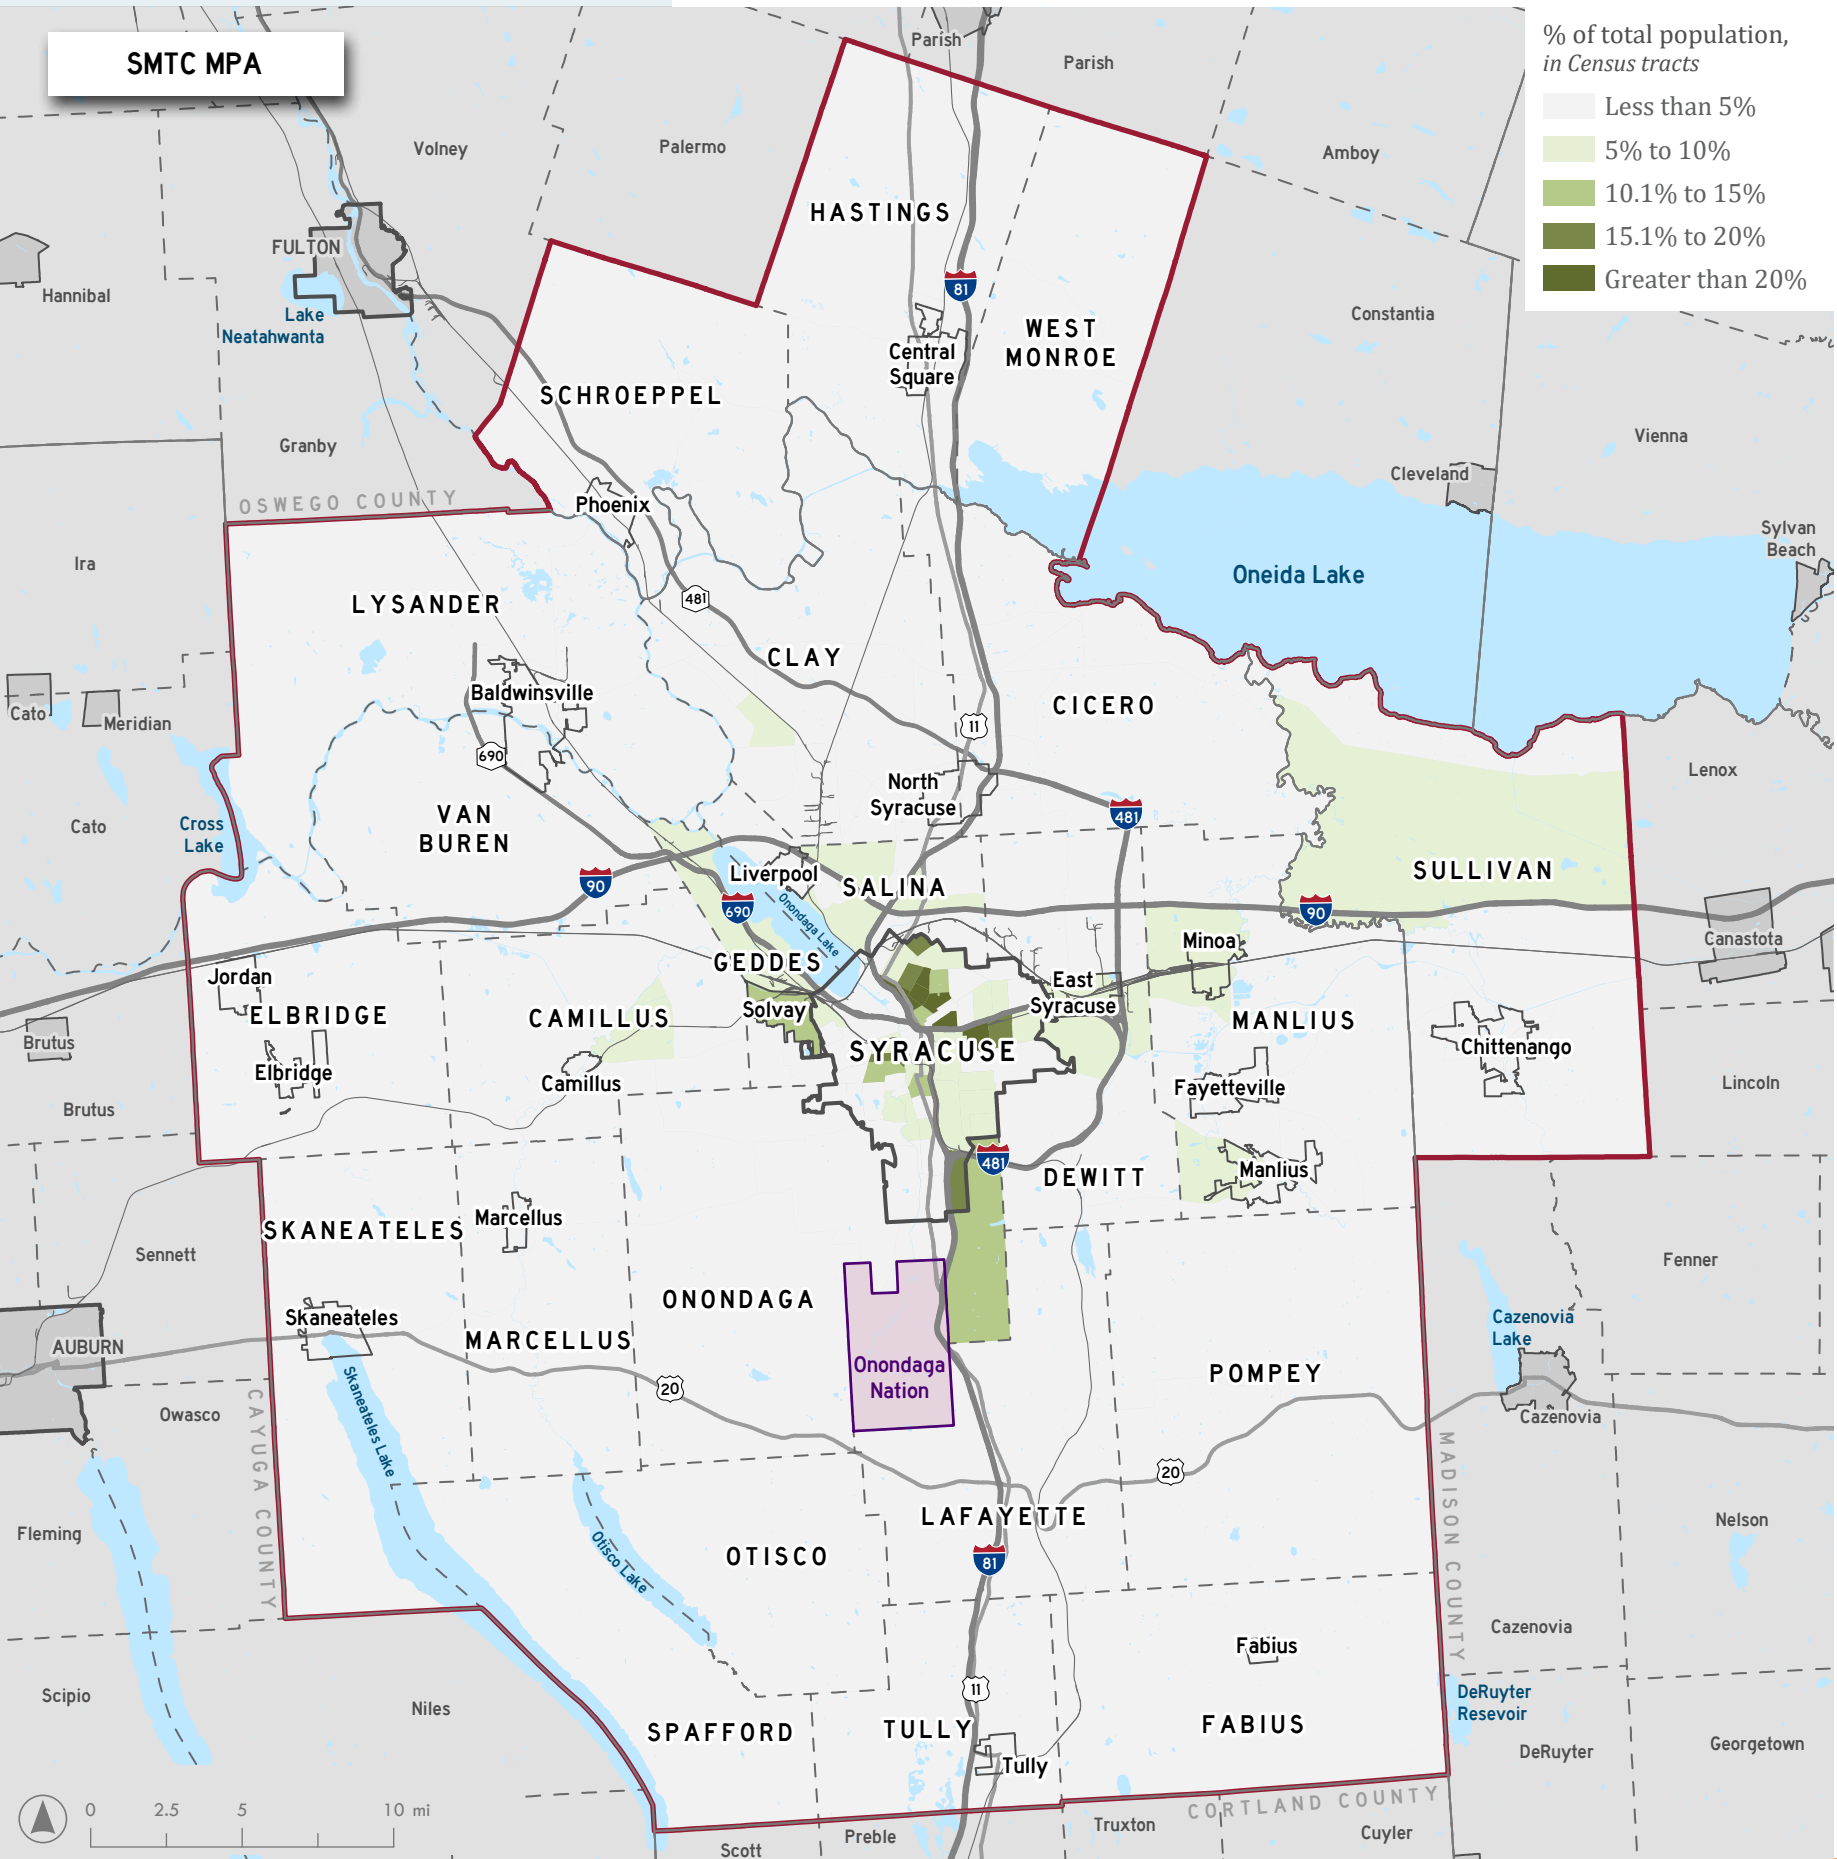 SMTC MPA
% of total population,
in Census tracts
Less than 5%
5% to 10%
10.1% to 15%
15.1% to 20%
Greater than 20%
Parish
Parish
Volney
Palermo
Amboy
HASTINGS
FULTON
Hannibal
81
Lake
Neatahwanta
Constantia
WEST
MONROE
Central
Square
SCHROEPPEL
Granby
Vienna
Cleveland
OSWEGO COUNTY
Phoenix
Sylvan
Beach
Ira
Oneida Lake
LYSANDER
481
CLAY
Baldwinsville
CICERO
Cato
Meridian
11
690
Lenox
North
Syracuse
VAN
BUREN
481
Cato
Cross
Lake
Liverpool
SALINA
SULLIVAN
90
690
90
Onondaga Lake
Minoa
Canastota
GEDDES
Jordan
East
Syracuse
Solvay
ELBRIDGE
CAMILLUS
MANLIUS
Brutus
SYRACUSE
Chittenango
Elbridge
Camillus
Fayetteville
Lincoln
Brutus
481
Manlius
DEWITT
Marcellus
SKANEATELES
Sennett
Fenner
ONONDAGA
Skaneateles
Cazenovia
Lake
MARCELLUS
AUBURN
Onondaga
Nation
POMPEY
20
Skaneateles Lake
Owasco
Cazenovia
CAYUGA COUNTY
MADISON COUNTY
20
LAFAYETTE
Nelson
Fleming
OTISCO
81
Otisco Lake
Cazenovia
Fabius
Scipio
Niles
11
DeRuyter
Resevoir
SPAFFORD
TULLY
FABIUS
DeRuyter
Georgetown
Tully
0
2.5
5
10 mi
CORTLAND COUNTY
Truxton
Preble
Cuyler
Scott